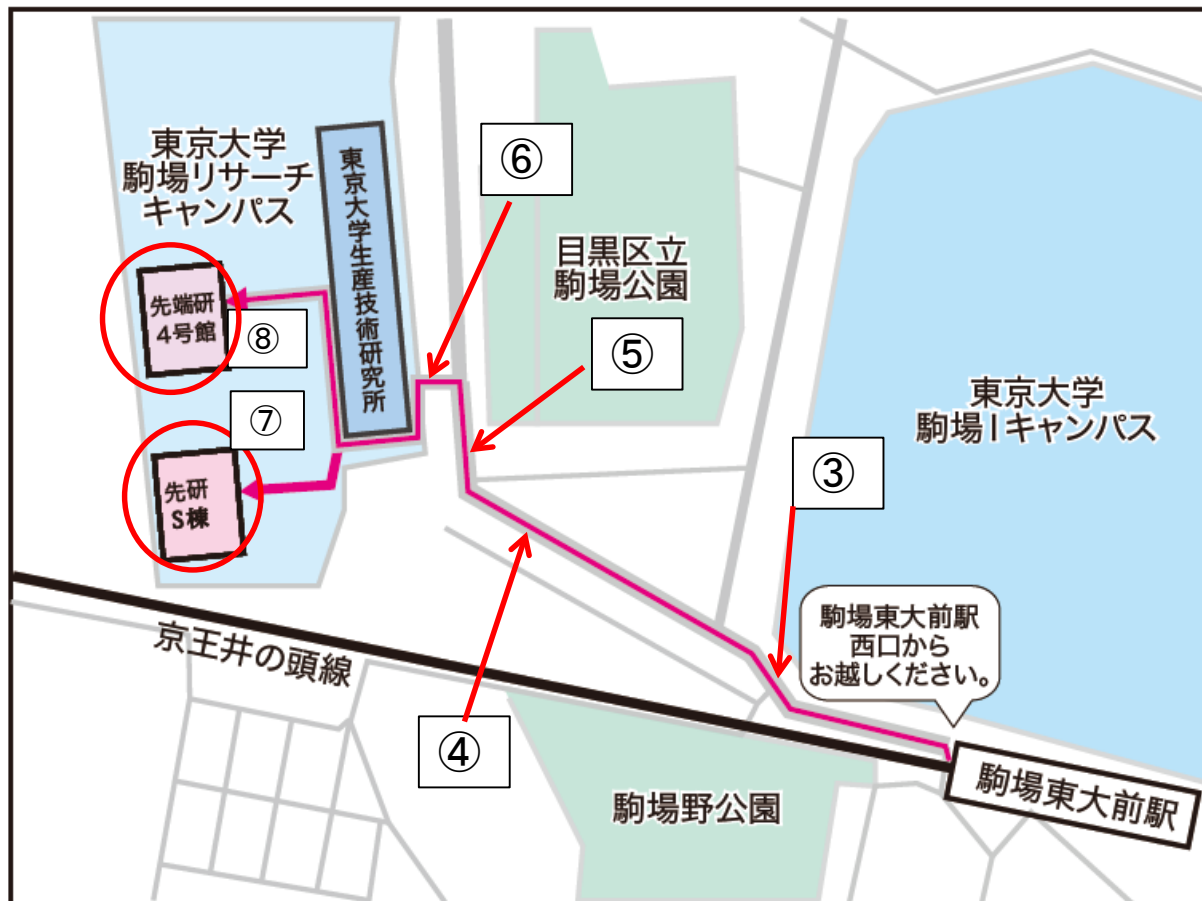 東京大学
駒場リサーチ
キャンパス
東京大学生産技術研究所
⑥
目黒区立
駒場公園
先端研
4号館
⑧
⑤
東京大学
駒場Iキャンパス
⑦
③
先研
S棟
駒場東大前駅
西口から
お越しください。
京王井の頭線
④
駒場野公園
駒場東大前駅